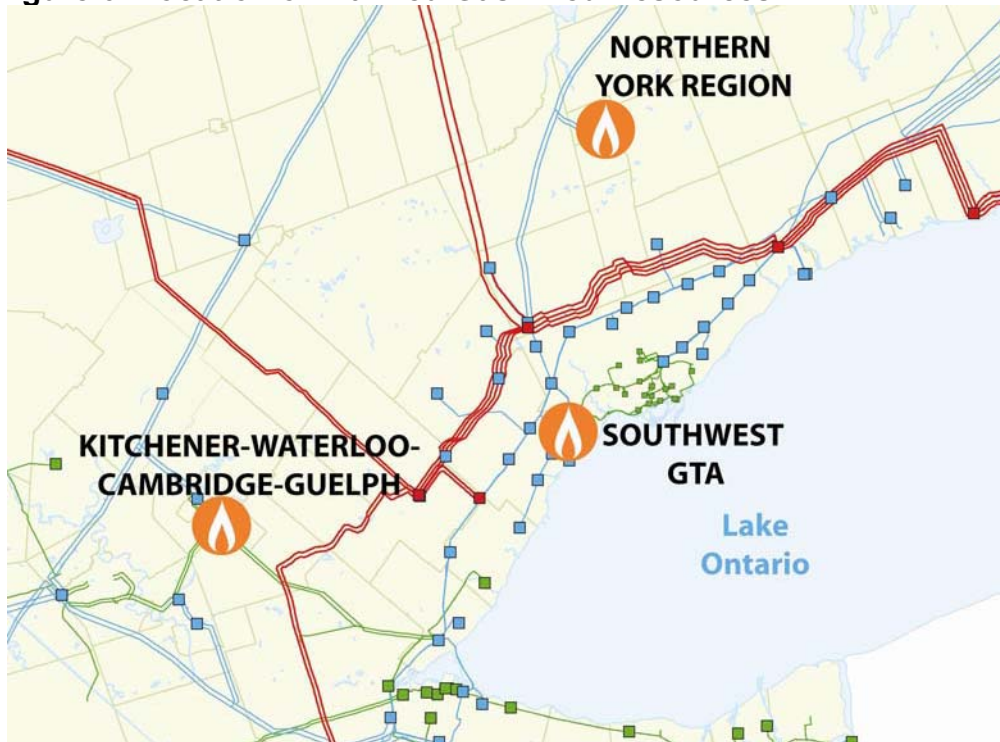 NORTHERN
YORK REGION
KITCHENER-WATERLOO-
CAMBRIDGE-GUELPH
SOUTHWEST
GTA
Lake
Ontario